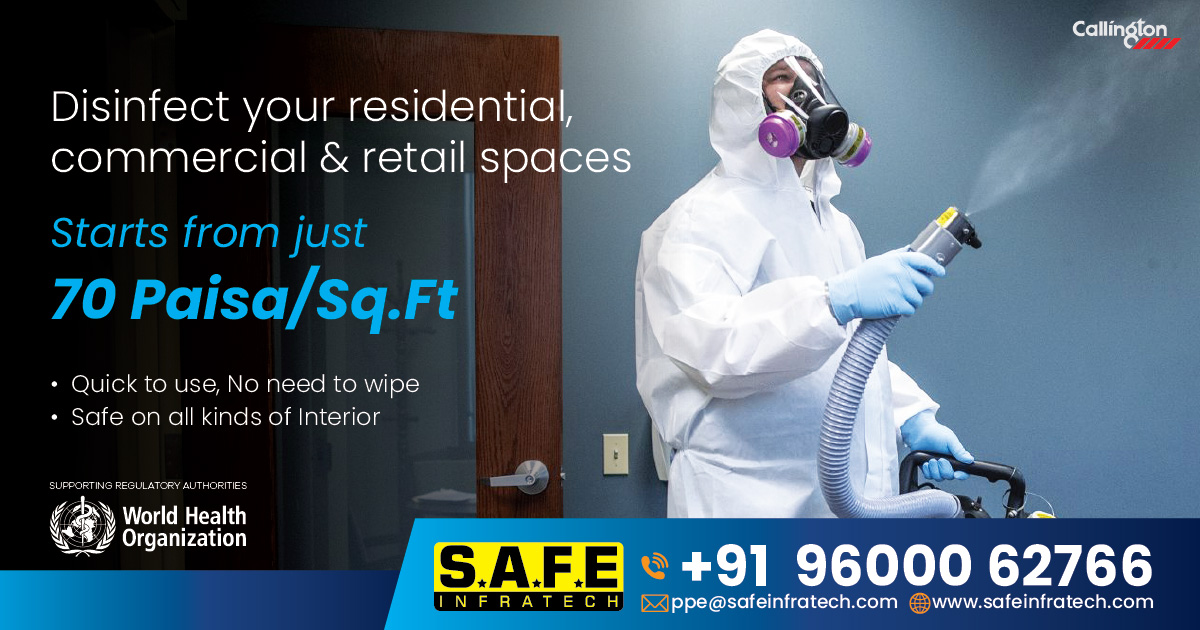 Callington
Disinfect your residential,
commercial & retail spaces
Starts from just
70 Paisa/Sq.Ft
• Quick to use, No need to wipe
• Safe on all kinds of Interior
SUPPORTING REGULATORY AUTHORITIES
World Health
Organization
S.A.F.E
INFRATECH
+91 96000 62766
ppe@safeinfratech.com www.safeinfratech.com